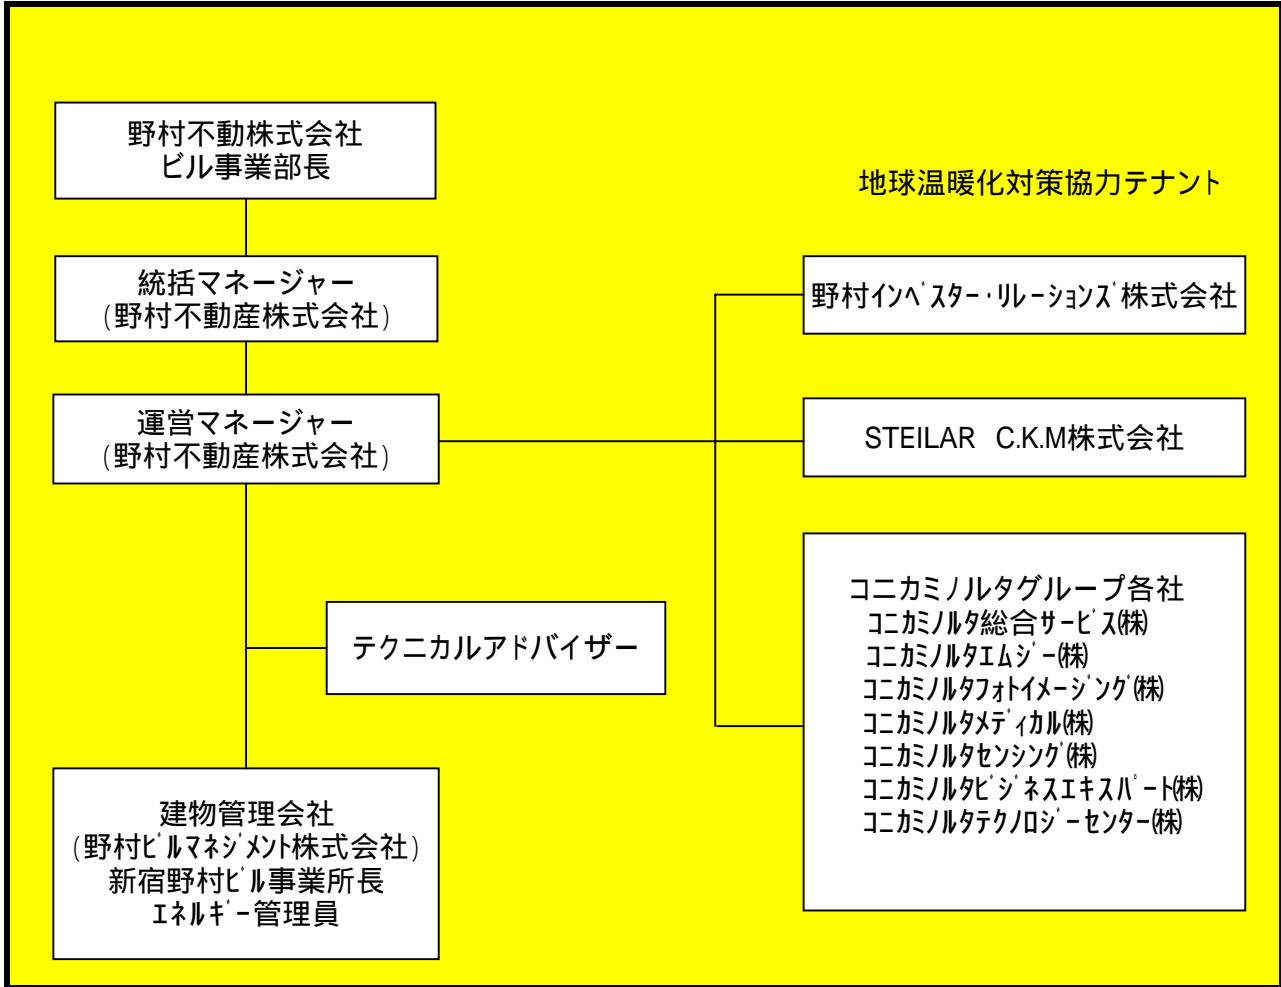 野村不動株式会社
ビル事業部長
統括マネージャー
(野村不動産株式会社)
運営マネージャー
(野村不動産株式会社)
テクニカルアドバイザー
建物管理会社
(野村ﾋﾞﾙﾏﾈｼﾞﾒﾝﾄ株式会社)
新宿野村ﾋﾞﾙ事業所長
ｴﾈﾙｷﾞｰ管理員
地球温暖化対策協力テナント
野村ｲﾝﾍﾞｽﾀｰ･ﾘﾚｰｼｮﾝｽﾞ株式会社
STEILAR C.K.M株式会社
コニカミノルタグループ各社
ｺﾆｶﾐﾉﾙﾀ総合ｻｰﾋﾞｽ㈱
ｺﾆｶﾐﾉﾙﾀｴﾑｼﾞｰ㈱
ｺﾆｶﾐﾉﾙﾀﾌｫﾄｲﾒｰｼﾞﾝｸﾞ㈱
ｺﾆｶﾐﾉﾙﾀﾒﾃﾞｨｶﾙ㈱
ｺﾆｶﾐﾉﾙﾀｾﾝｼﾝｸﾞ㈱
ｺﾆｶﾐﾉﾙﾀﾋﾞｼﾞﾈｽｴｷｽﾊﾟｰﾄ㈱
ｺﾆｶﾐﾉﾙﾀﾃｸﾉﾛｼﾞｰｾﾝﾀｰ㈱